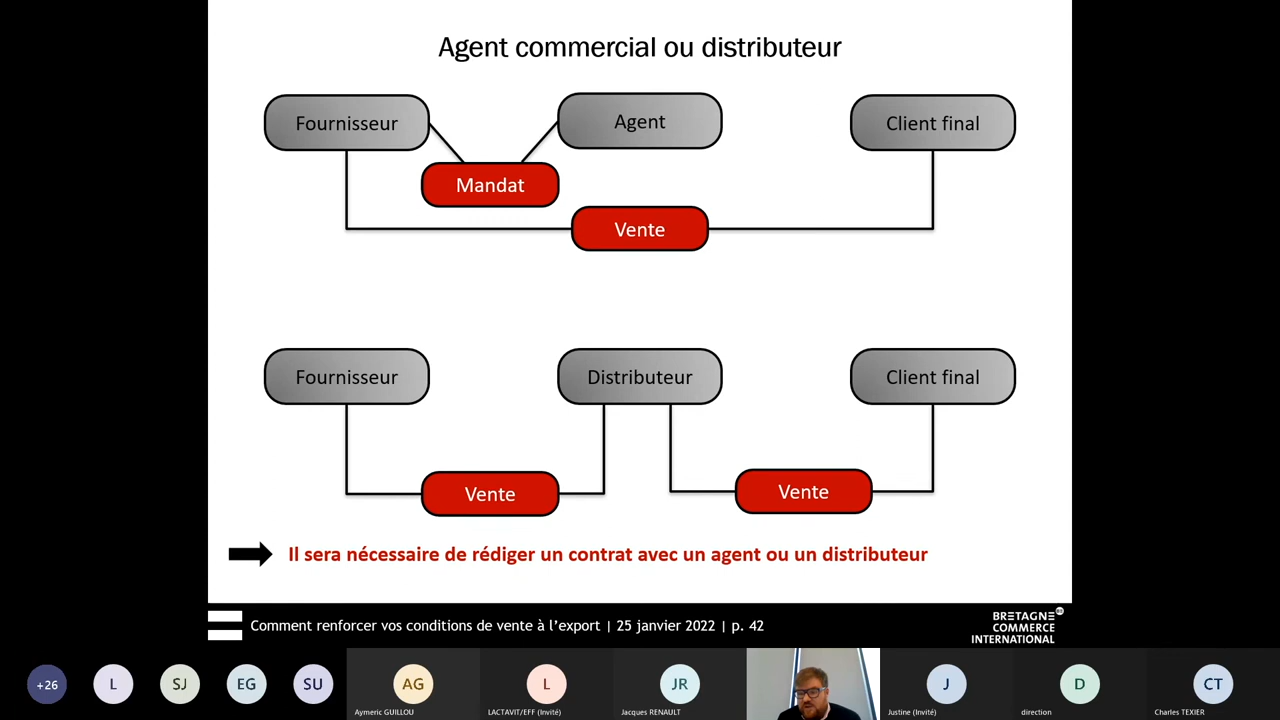 Agent commercial ou distributeur
Fournisseur
Agent
Client final
Mandat
Vente
Fournisseur
Distributeur
Client final
Vente
Vente
Il sera nécessaire de rédiger un contrat avec un agent ou un distributeur
Comment renforcer vos conditions de vente à l'export | 25 janvier 2022 | p. 42
BRETAGNE
COMMERCE
INTERNATIONAL
+26
L
SJ
EG
SU
AG
Aymeric GUILLOU
L
LACTAVIT/EFF (Invité)
JR
Jacques RENAULT
J
Justine (Invité)
D
direction
CT
Charles TEXIER